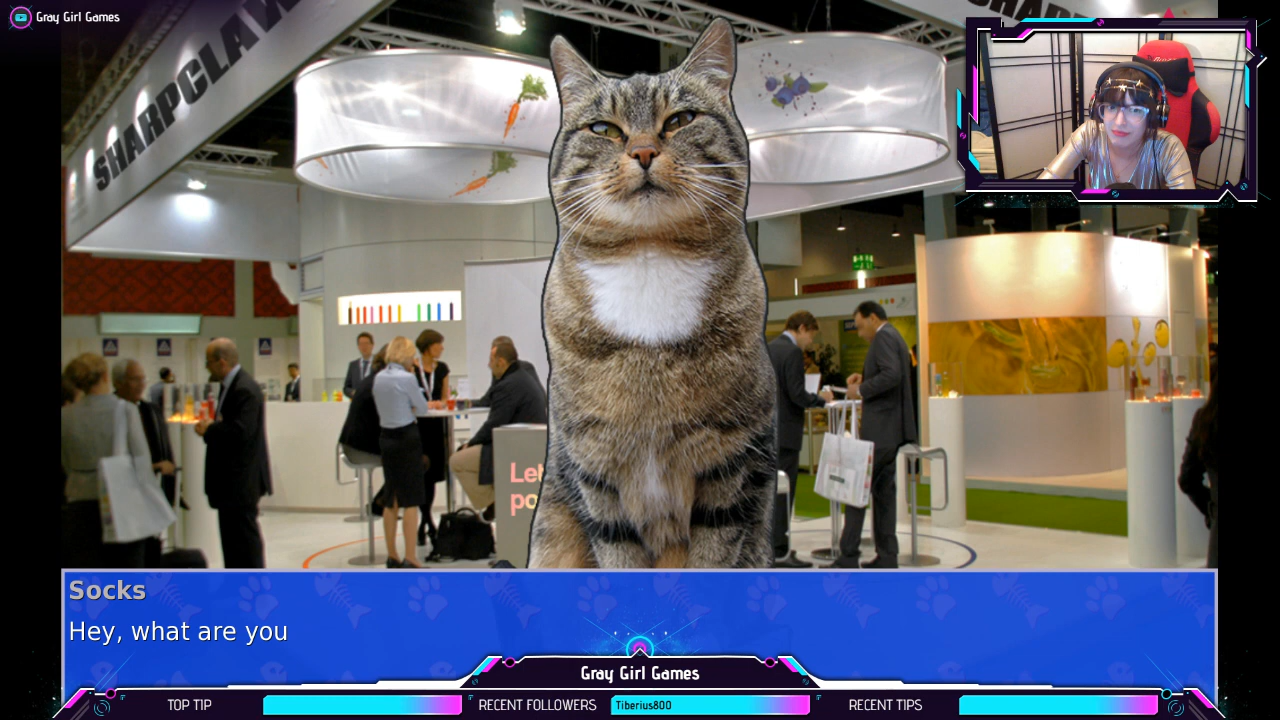 Gray Girl Games
SHARPCLAW
SHARP
Let
po
Socks
Hey, what are you
Gray Girl Games
TOP TIP
RECENT FOLLOWERS
Tiberius800
RECENT TIPS